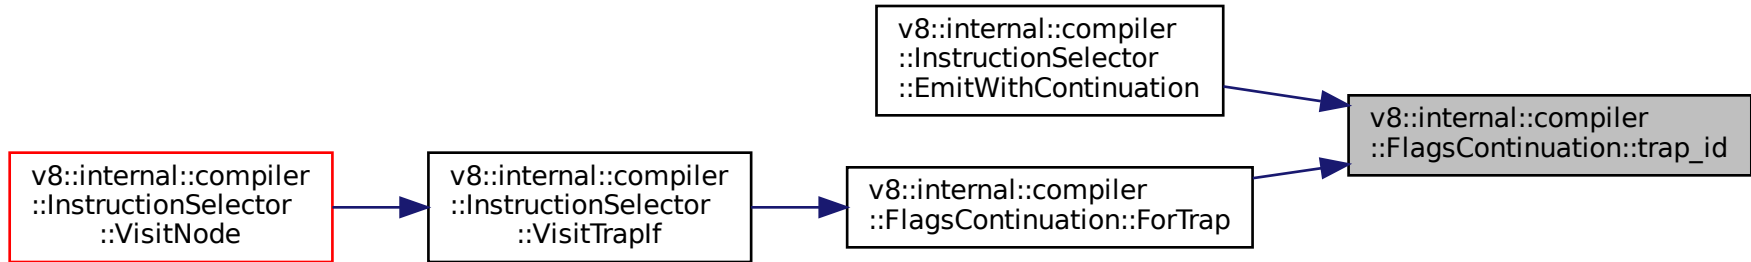 v8::internal::compiler
::InstructionSelector
::EmitWithContinuation
v8::internal::compiler
::FlagsContinuation::trap_id
v8::internal::compiler
::InstructionSelector
::VisitNode
v8::internal::compiler
::InstructionSelector
::VisitTrapIf
v8::internal::compiler
::FlagsContinuation::ForTrap